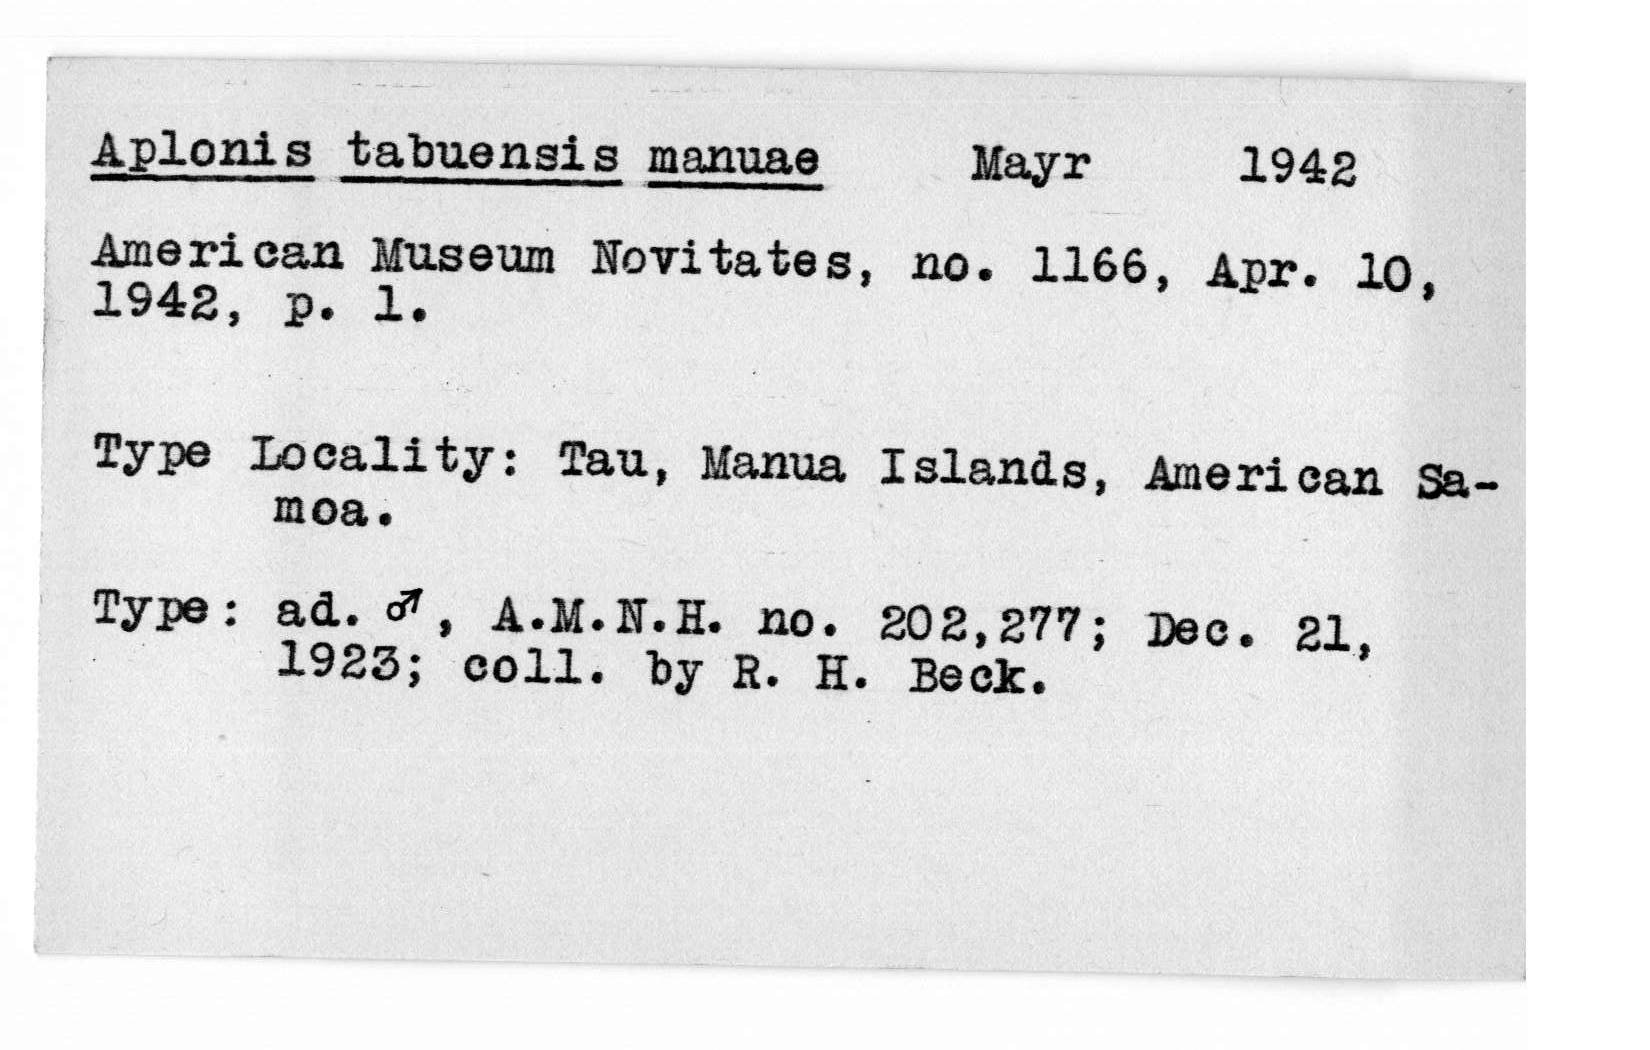 Aplonis tabuensis manuae Mayr 1942
American Museum Novitates, no. 1166, Apr. 10,
1942, p. 1.
Type Locality: Tau, Manua Islands, American Sa-
moa.
Type: ad. ♂, A.M.N.H. no. 202,277; Dec. 21,
1923; coll. by R. H. Beck.